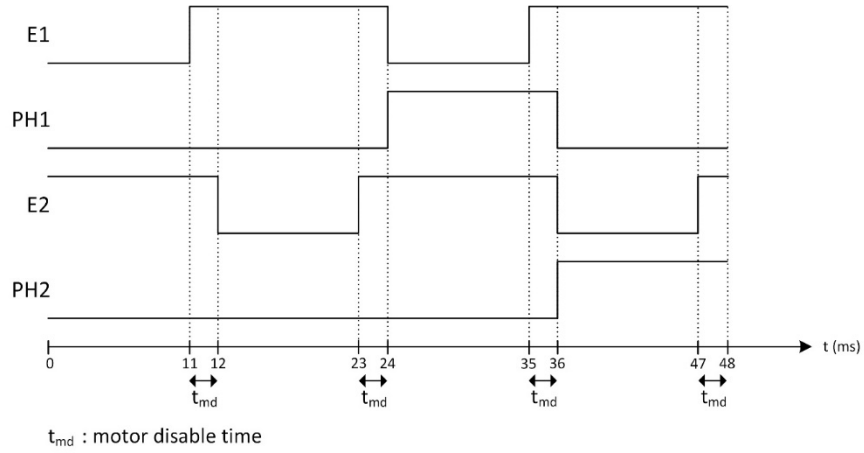 E1
PH1
E2
PH2
0 11 12 23 24 35 36 47 48 t (ms)
tmd tmd tmd tmd
tmd : motor disable time